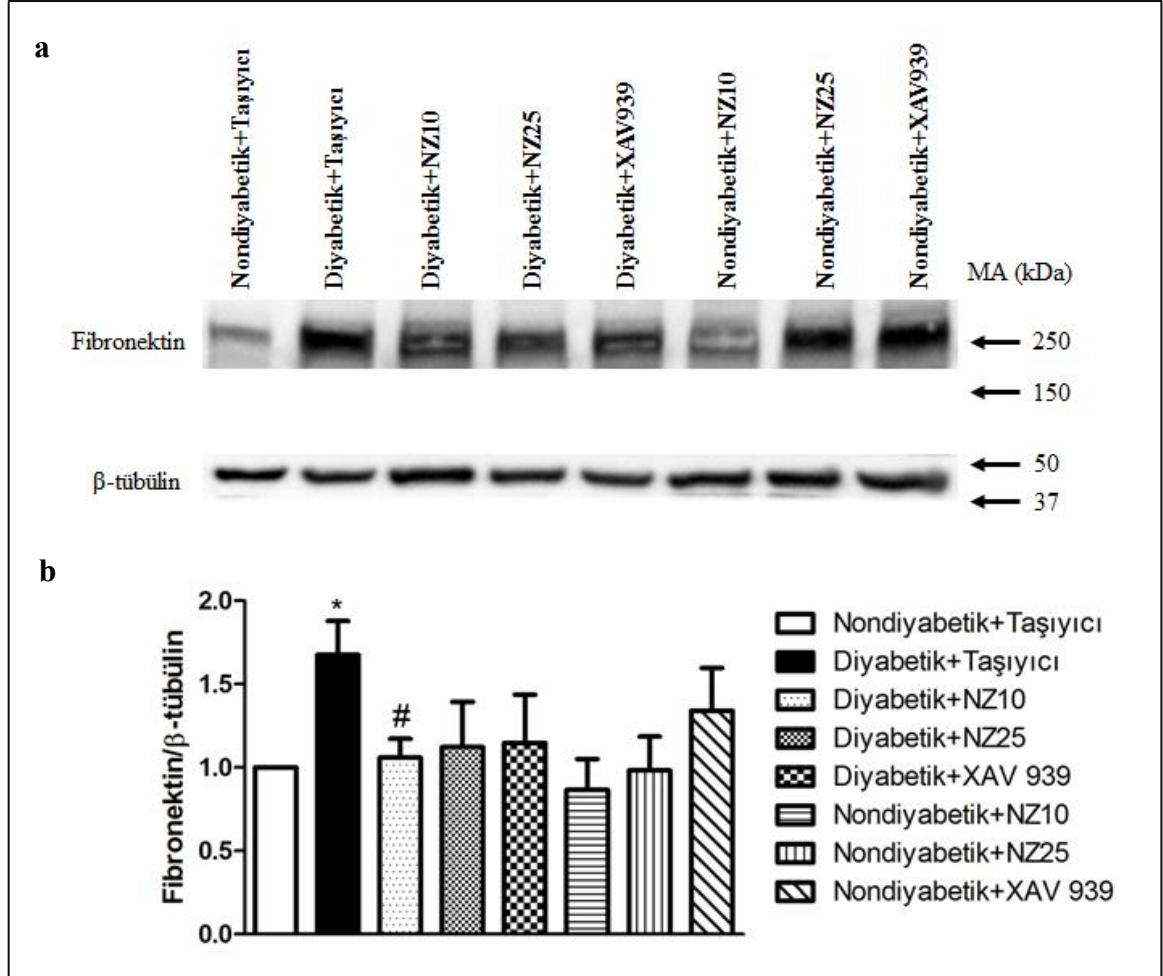 a
Nondiyabetik+Taşıyıcı
Diyabetik+Taşıyıcı
Diyabetik+NZ10
Diyabetik+NZ25
Diyabetik+XAV939
Nondiyabetik+NZ10
Nondiyabetik+NZ25
Nondiyabetik+XAV939
MA (kDa)
Fibronektin
250
150
β-tübülin
50
37
b
Fibronektin/β-tübülin
2.0
1.5
1.0
0.5
0.0
*
#
Nondiyabetik+Taşıyıcı
Diyabetik+Taşıyıcı
Diyabetik+NZ10
Diyabetik+NZ25
Diyabetik+XAV 939
Nondiyabetik+NZ10
Nondiyabetik+NZ25
Nondiyabetik+XAV 939